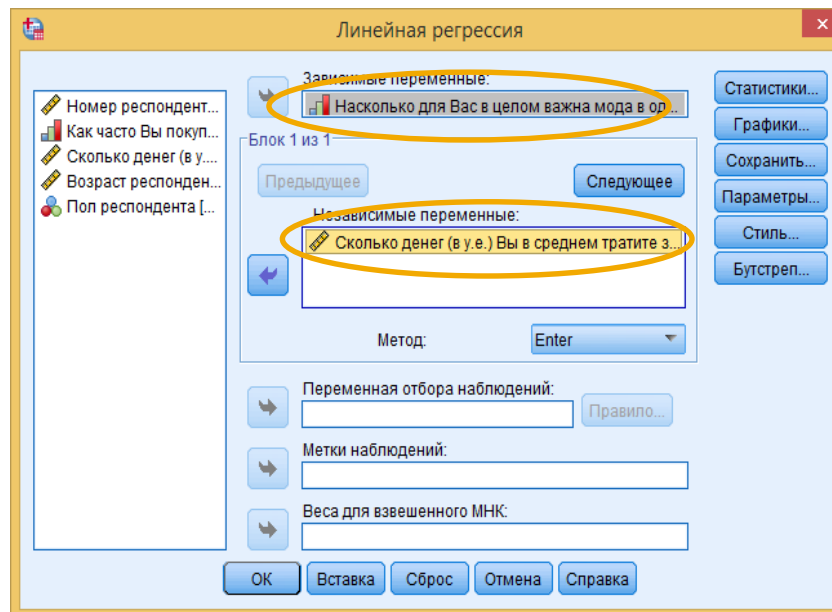 Линейная регрессия
Номер респондент...
Как часто Вы покуп...
Сколько денег (в у....
Возраст респонден...
Пол респондента [...
Зависимые переменные:
Насколько для Вас в целом важна мода в од...
Блок 1 из 1
Предыдущее
Следующее
Независимые переменные:
Сколько денег (в у.е.) Вы в среднем тратите з...
Метод:
Enter
Переменная отбора наблюдений:
Правило...
Метки наблюдений:
Веса для взвешенного МНК:
Статистики...
Графики...
Сохранить...
Параметры...
Стиль...
Бутстреп...
ОК
Вставка
Сброс
Отмена
Справка